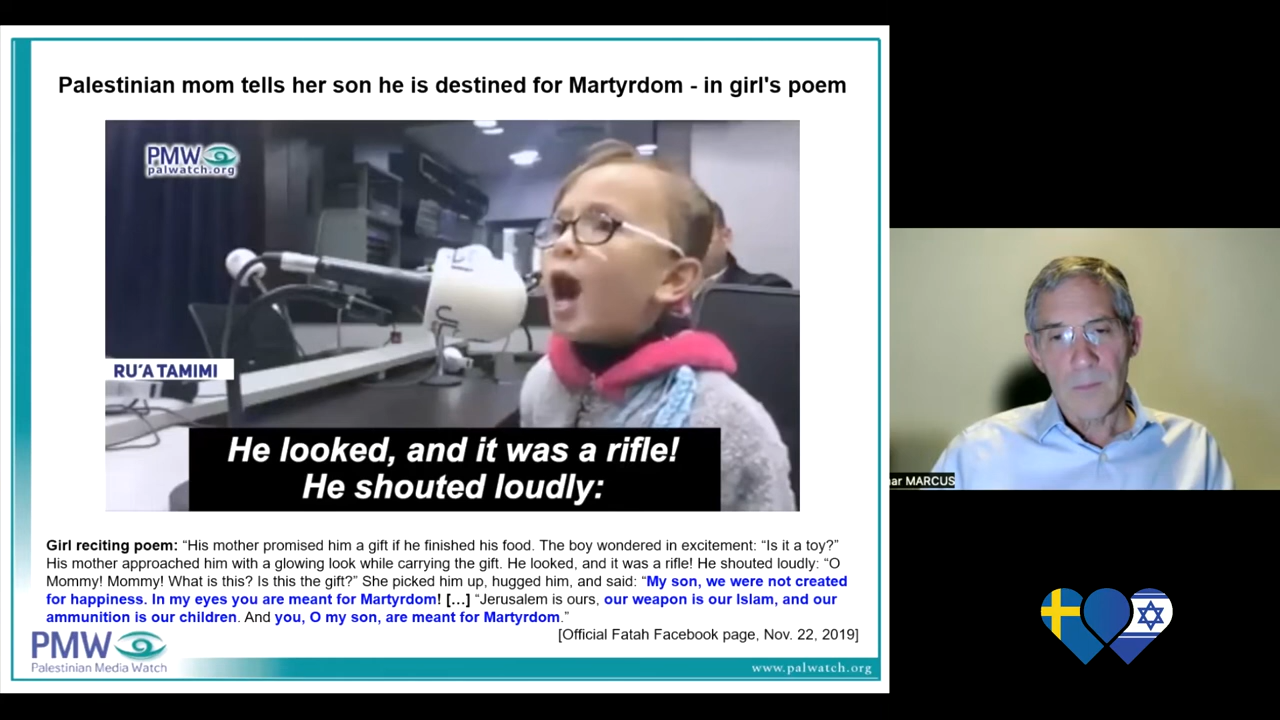 Palestinian mom tells her son he is destined for Martyrdom - in girl's poem
PMW
palwatch.org
RU'A TAMIMI
He looked, and it was a rifle!
He shouted loudly:
Girl reciting poem: “His mother promised him a gift if he finished his food. The boy wondered in excitement: “Is it a toy?”
His mother approached him with a glowing look while carrying the gift. He looked, and it was a rifle! He shouted loudly: “O
Mommy! Mommy! What is this? Is this the gift?” She picked him up, hugged him, and said: “My son, we were not created
for happiness. In my eyes you are meant for Martyrdom! […] “Jerusalem is ours, our weapon is our Islam, and our
ammunition is our children. And you, O my son, are meant for Martyrdom.”
[Official Fatah Facebook page, Nov. 22, 2019]
PMW
Palestinian Media Watch
www.palwatch.org
MARCUS